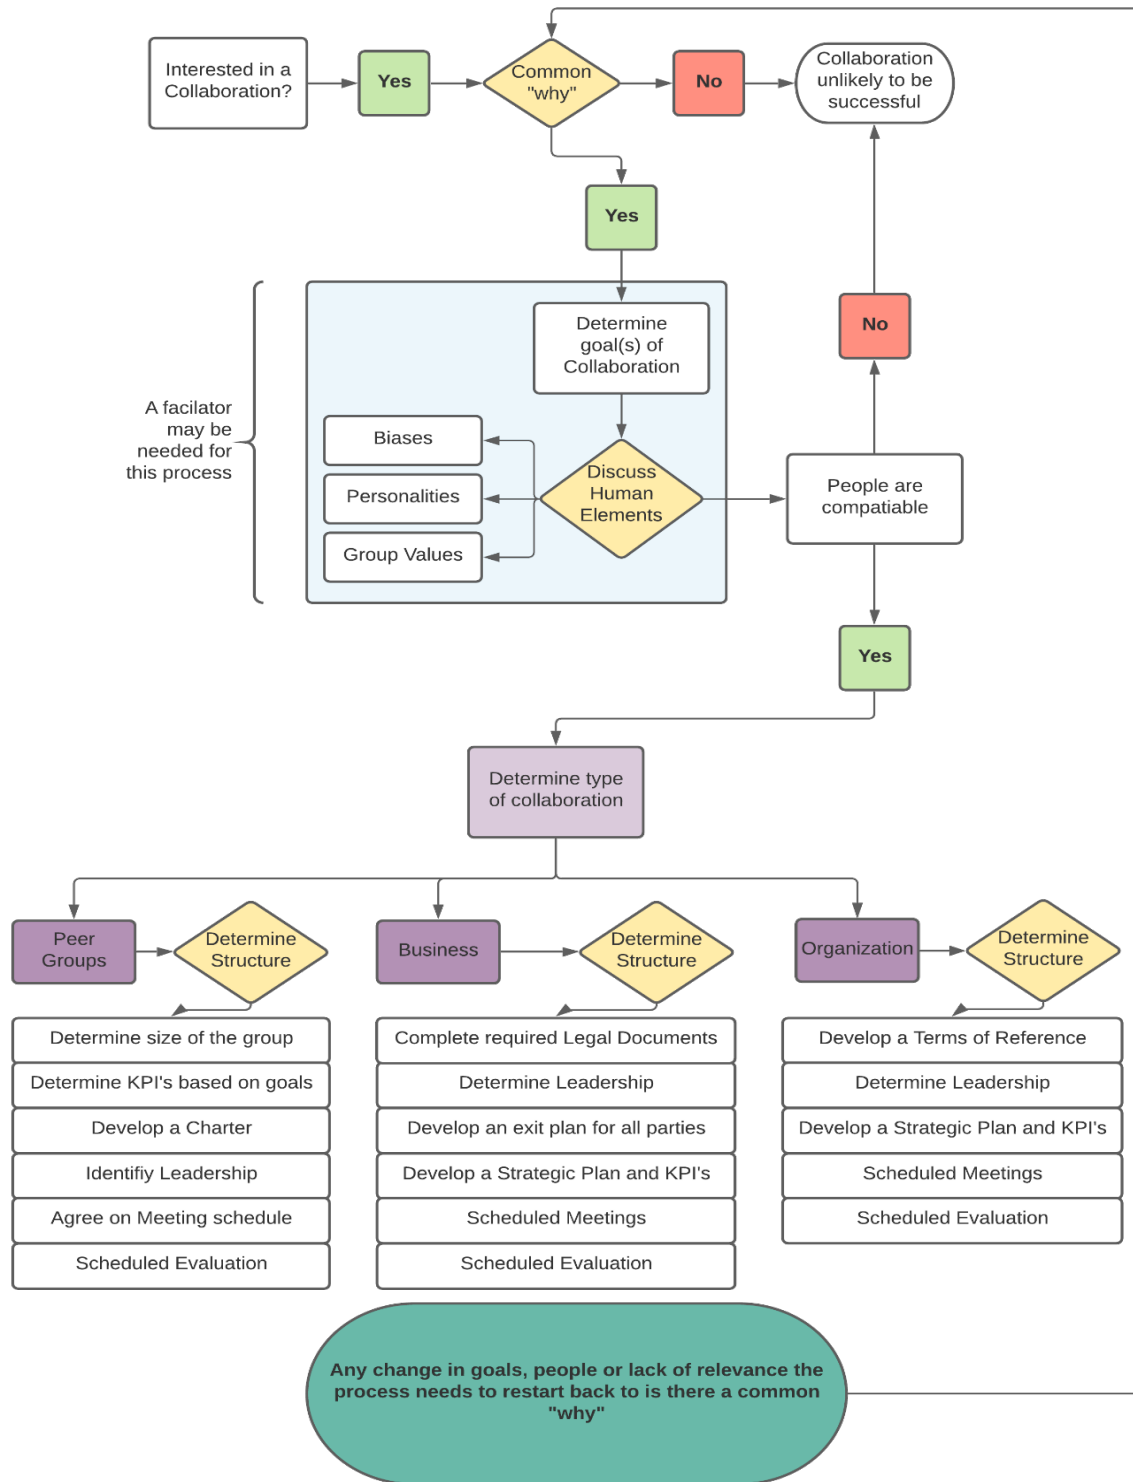 Interested in a
Collaboration?
Yes
Common
"why"
No
Collaboration
unlikely to be
successful
Yes
No
A facilator
may be
needed for
this process
Determine
goal(s) of
Collaboration
Biases
Personalities
Group Values
Discuss
Human
Elements
People are
compatiable
Yes
Determine type
of collaboration
Peer
Groups
Determine
Structure
Business
Determine
Structure
Organization
Determine
Structure
Determine size of the group
Determine KPI's based on goals
Develop a Charter
Identifiy Leadership
Agree on Meeting schedule
Scheduled Evaluation
Complete required Legal Documents
Determine Leadership
Develop an exit plan for all parties
Develop a Strategic Plan and KPI's
Scheduled Meetings
Scheduled Evaluation
Develop a Terms of Reference
Determine Leadership
Develop a Strategic Plan and KPI's
Scheduled Meetings
Scheduled Evaluation
Any change in goals, people or lack of relevance the
process needs to restart back to is there a common
"why"